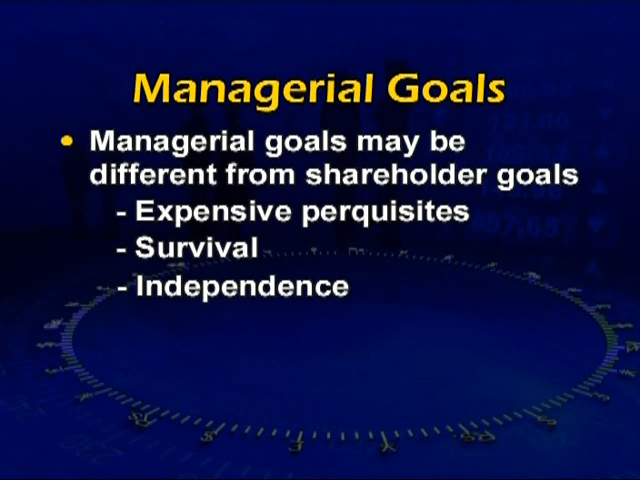 Managerial Goals
• Managerial goals may be
different from shareholder goals
- Expensive perquisites
- Survival
- Independence